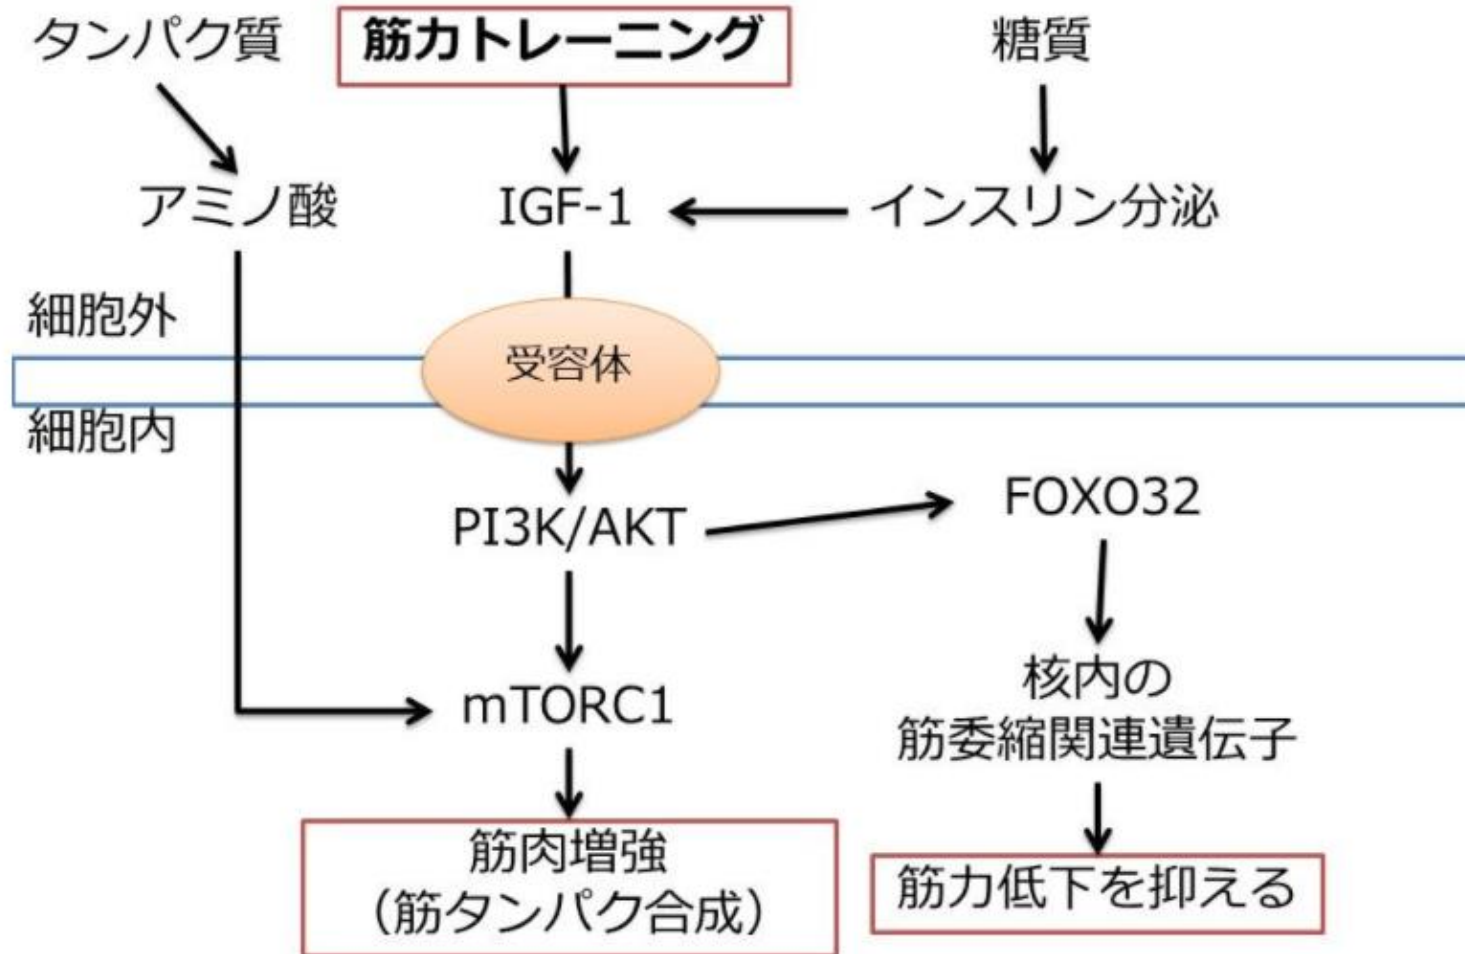 タンパク質
筋力トレーニング
糖質
アミノ酸
IGF-1
インスリン分泌
細胞外
受容体
細胞内
PI3K/AKT
FOXO32
mTORC1
核内の
筋委縮関連遺伝子
筋肉増強
（筋タンパク合成）
筋力低下を抑える